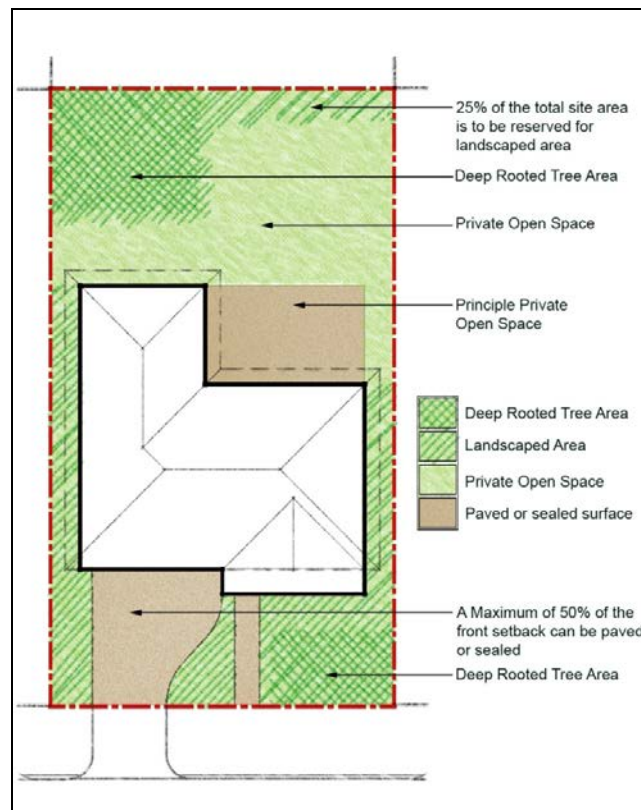 25% of the total site area
is to be reserved for
landscaped area
Deep Rooted Tree Area
Private Open Space
Principle Private
Open Space
Deep Rooted Tree Area
Landscaped Area
Private Open Space
Paved or sealed surface
A Maximum of 50% of the
front setback can be paved
or sealed
Deep Rooted Tree Area